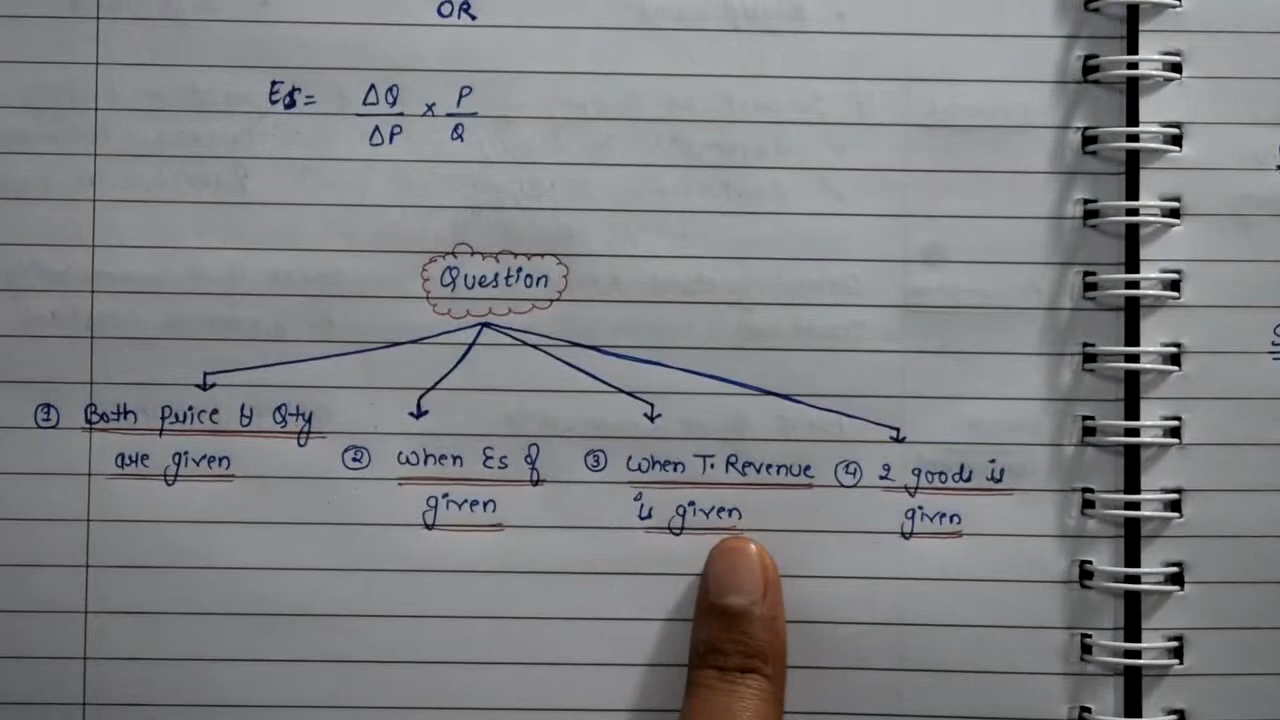 OR
Es = ΔQ/ΔP × P/Q
Question
① Both price & Qty
are given
② when Es of
given
③ when T. Revenue
is given
④ 2 goods is
given